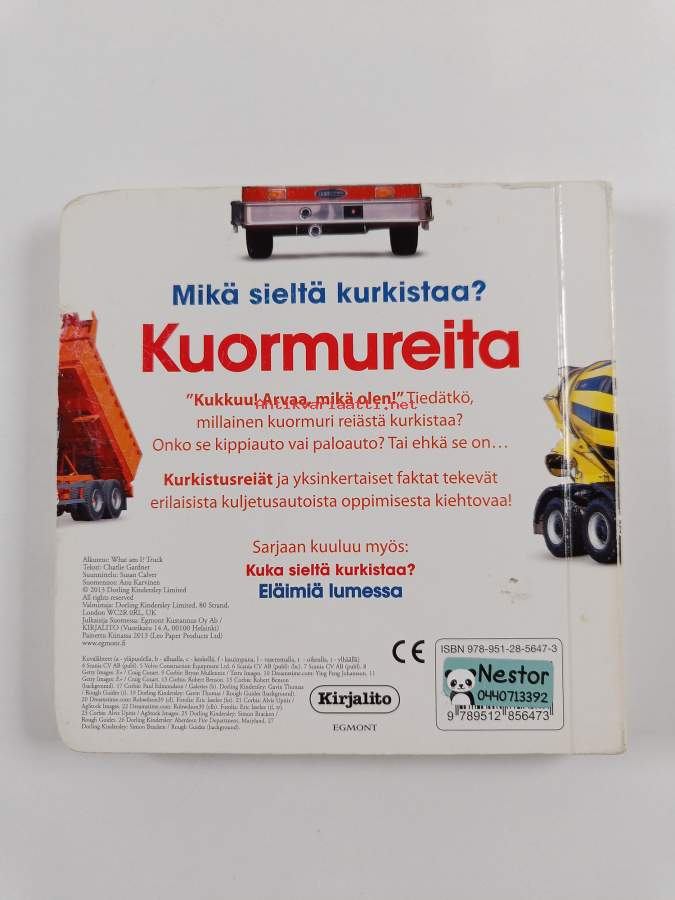 Mikä sieltä kurkistaa?
Kuormureita
"Kukkuu! Arvaa, mikä olen!" Tiedätkö,
Antikvariaatti.net
millainen kuormuri reiästä kurkistaa?
Onko se kippiauto vai paloauto? Tai ehkä se on...
Kurkistusreiät ja yksinkertaiset faktat tekevät
erilaisista kuljetusautoista oppimisesta kiehtovaa!
Sarjaan kuuluu myös:
Kuka sieltä kurkistaa?
Eläimiä lumessa
Alkuteos: What am I? Truck
Teksti: Charlie Gardner
Suunnittelu: Susan Calver
Suomennos: Anu Karvinen
© 2013 Dorling Kindersley Limited
All rights reserved
Valmistaja: Dorling Kindersley Limited, 80 Strand,
London WC2R 0RL, UK
Julkaisija Suomessa: Egmont Kustannus Oy Ab /
KIRJALITO (Vuorikatu 14 A, 00100 Helsinki)
Painettu Kiinassa 2013 (Leo Paper Products Ltd)
www.egmont.fi
CE
Kirjalito
EGMONT
ISBN 978-951-28-5647-3
Nestor
0440713392
9 789512 856473